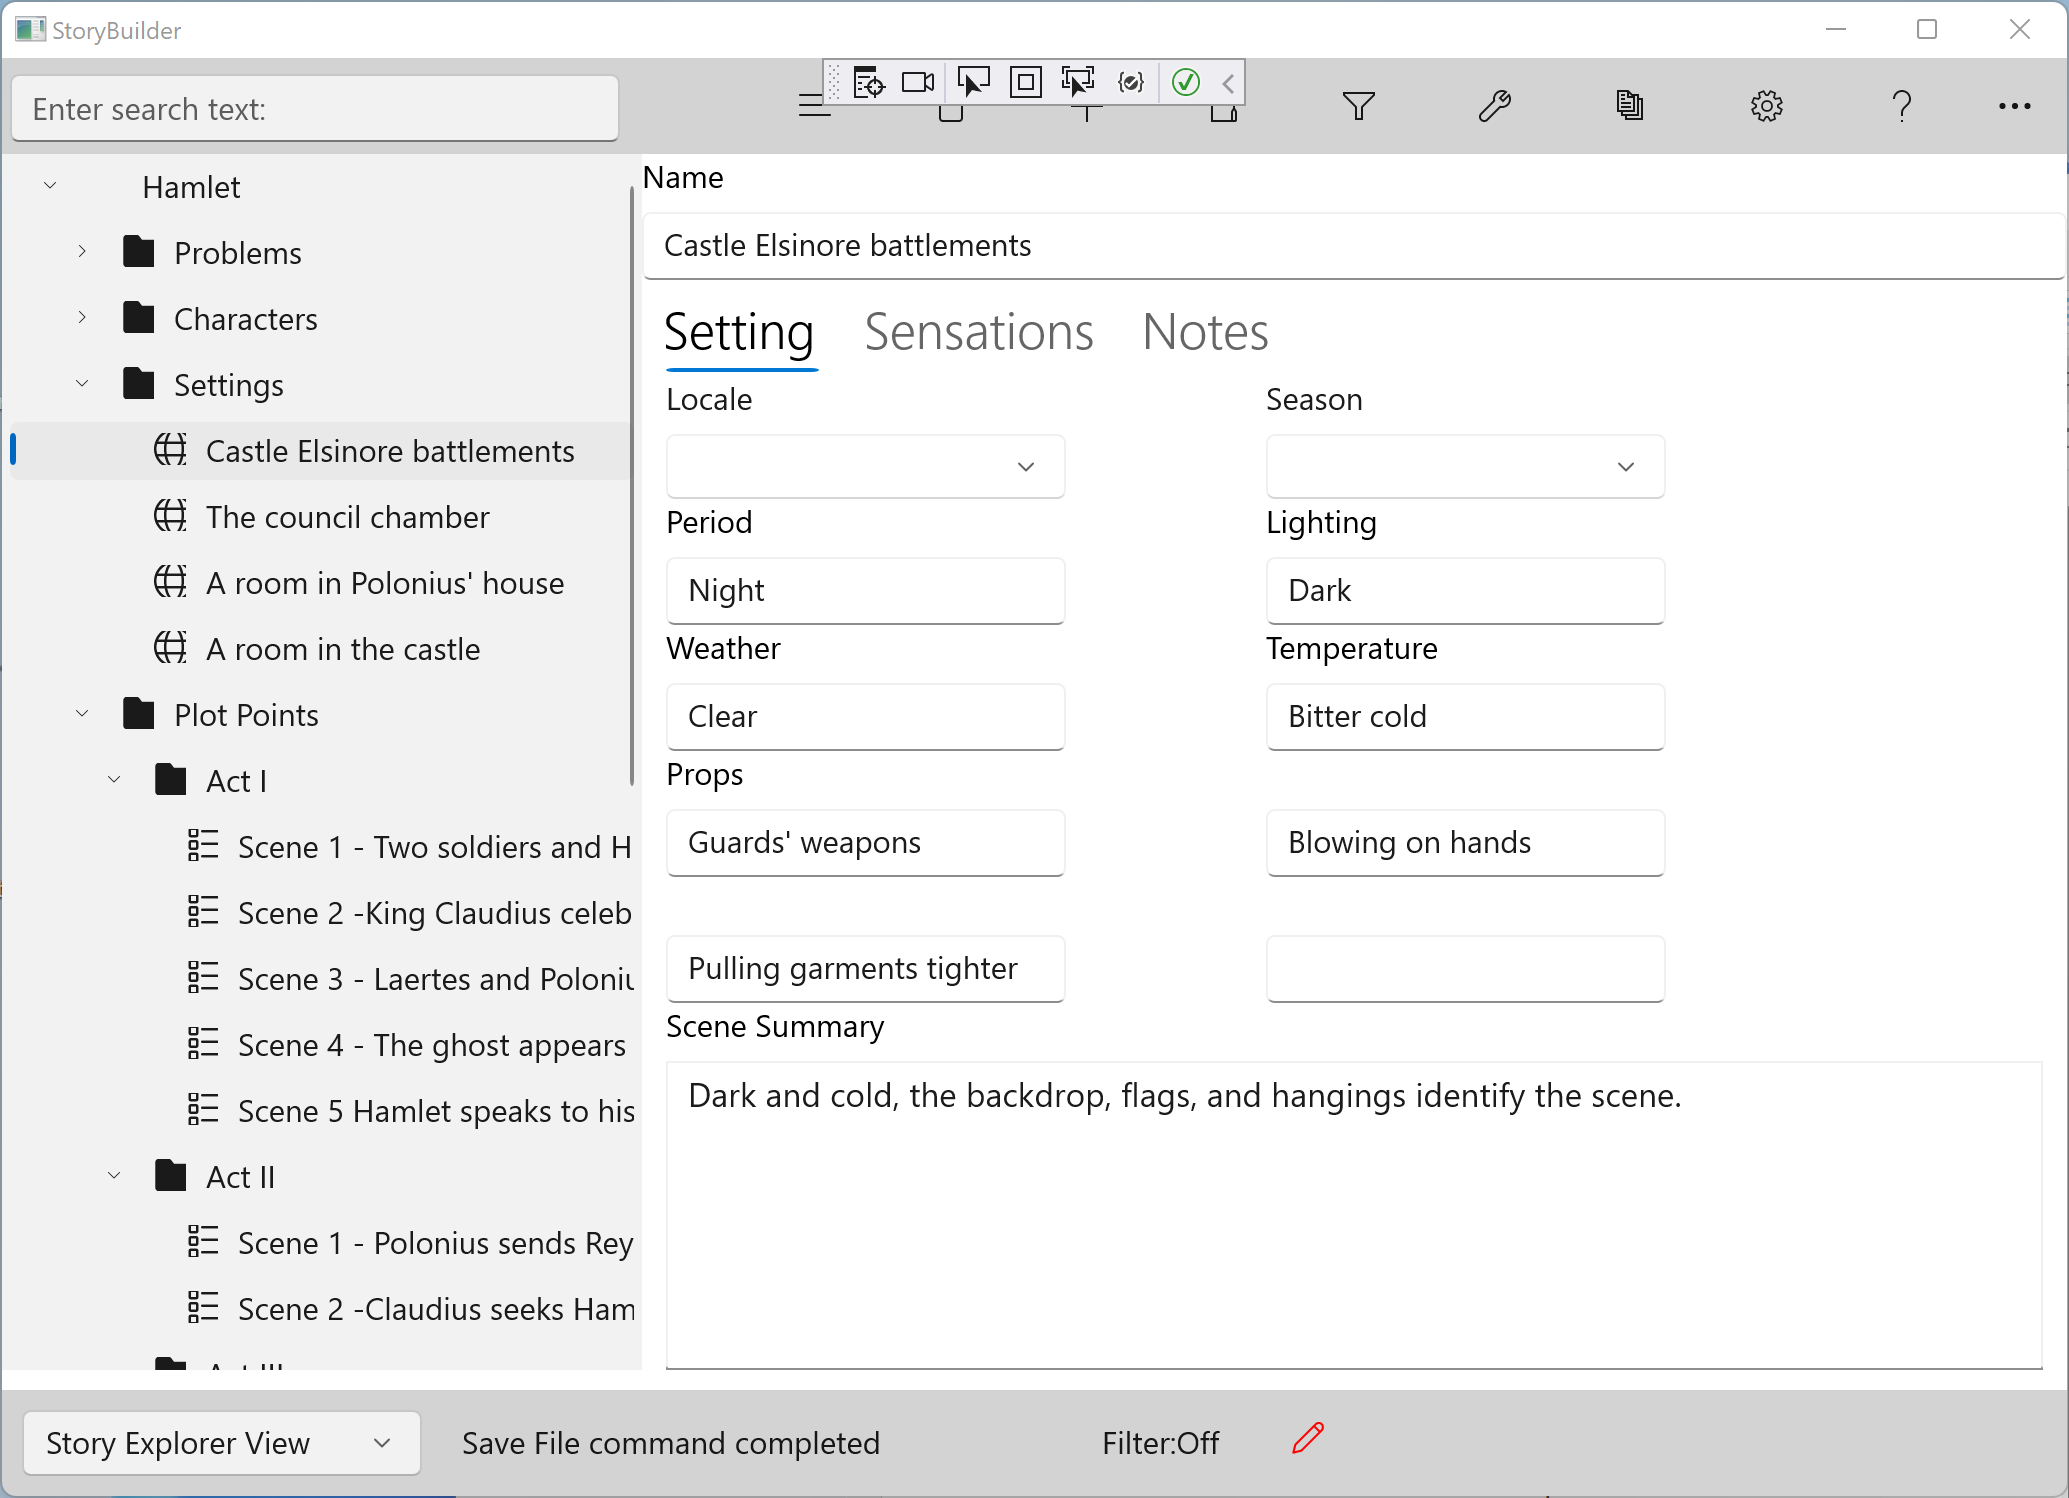 StoryBuilder
Enter search text:
Hamlet
Problems
Characters
Settings
Castle Elsinore battlements
The council chamber
A room in Polonius' house
A room in the castle
Plot Points
Act I
Scene 1 - Two soldiers and H
Scene 2 -King Claudius celeb
Scene 3 - Laertes and Poloniu
Scene 4 - The ghost appears
Scene 5 Hamlet speaks to his
Act II
Scene 1 - Polonius sends Rey
Scene 2 -Claudius seeks Ham
Act III
Name
Castle Elsinore battlements
Setting Sensations Notes
Locale Season
Period Lighting
Night Dark
Weather Temperature
Clear Bitter cold
Props
Guards' weapons Blowing on hands
Pulling garments tighter
Scene Summary
Dark and cold, the backdrop, flags, and hangings identify the scene.
Story Explorer View Save File command completed Filter:Off